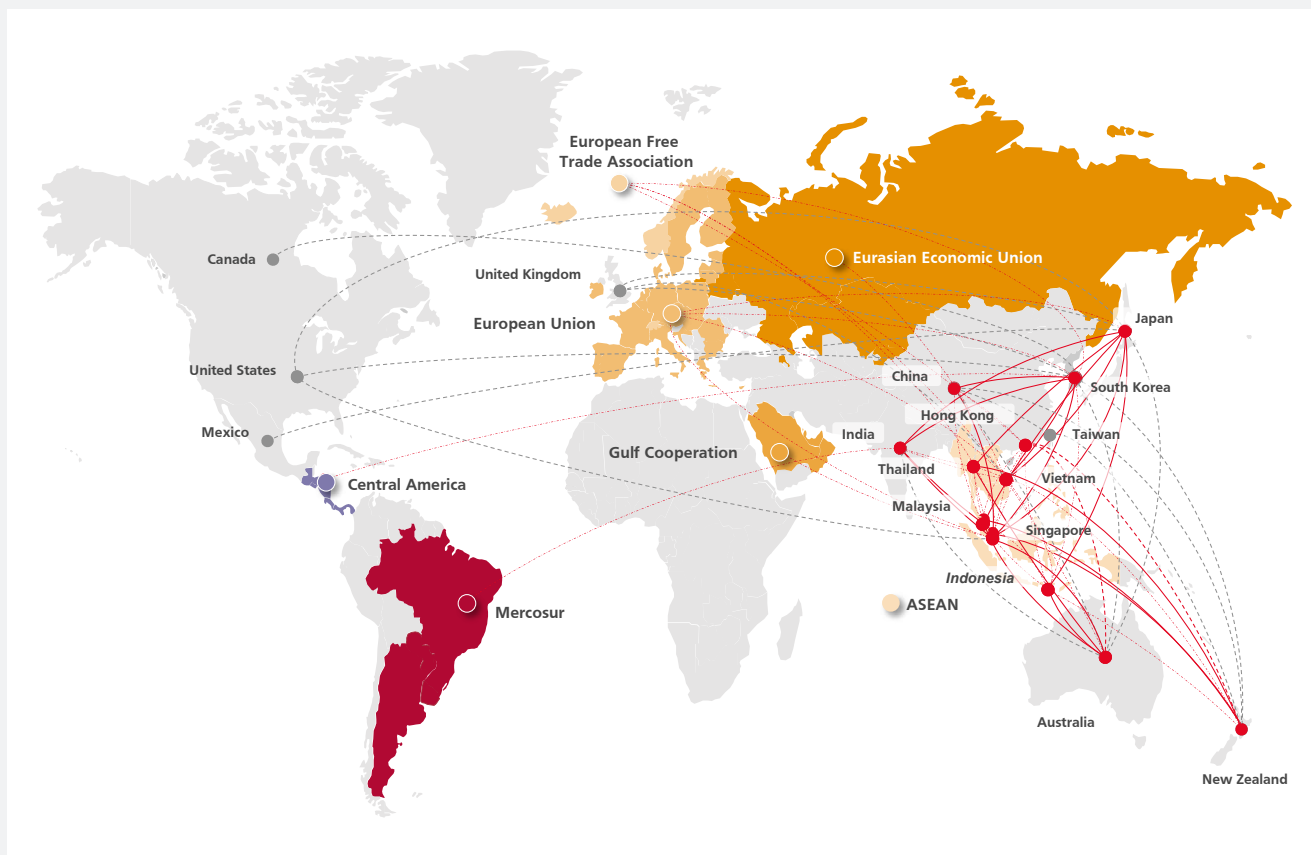 European Free
Trade Association
Canada
Eurasian Economic Union
United Kingdom
European Union
Japan
United States
China
South Korea
Hong Kong
Mexico
India
Taiwan
Gulf Cooperation
Thailand
Central America
Vietnam
Malaysia
Singapore
Indonesia
ASEAN
Mercosur
Australia
New Zealand